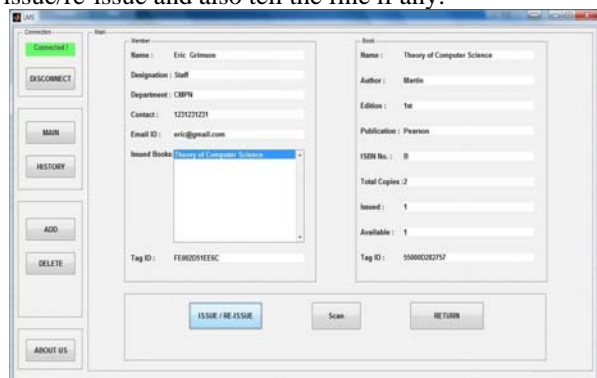 issue/re-issue and also tell the fine if any.
LMS
Connection
Connected !
DISCONNECT
MAIN
HISTORY
ADD
DELETE
ABOUT US
Main
Member
Name : Eric Grimson
Designation : Staff
Department : CMPN
Contact : 1231231231
Email ID : eric@gmail.com
Issued Books Theory of Computer Science
Tag ID : FE002D51EE6C
Book
Name : Theory of Computer Science
Author : Martin
Edition : 1st
Publication : Pearson
ISBN No. :
Total Copies :2
Issued : 1
Available : 1
Tag ID : 55000D282757
ISSUE / RE-ISSUE
Scan
RETURN